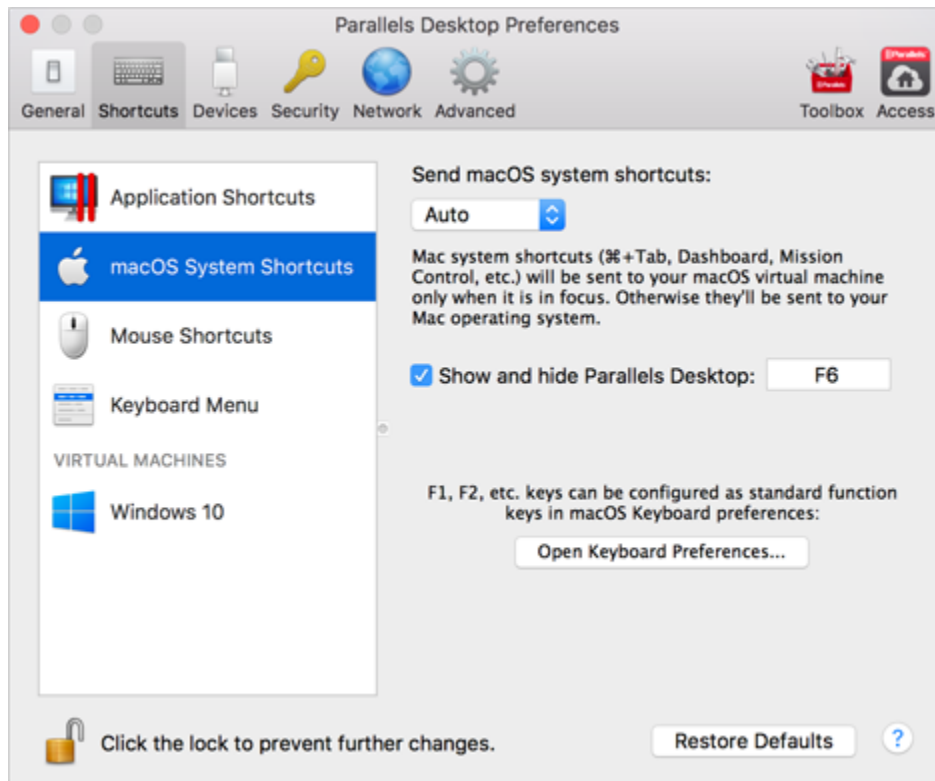 Parallels Desktop Preferences
General Shortcuts Devices Security Network Advanced Toolbox Access
Application Shortcuts
macOS System Shortcuts
Mouse Shortcuts
Keyboard Menu
VIRTUAL MACHINES
Windows 10
Send macOS system shortcuts:
Auto
Mac system shortcuts (⌘+Tab, Dashboard, Mission
Control, etc.) will be sent to your macOS virtual machine
only when it is in focus. Otherwise they'll be sent to your
Mac operating system.
Show and hide Parallels Desktop: F6
F1, F2, etc. keys can be configured as standard function
keys in macOS Keyboard preferences:
Open Keyboard Preferences...
Click the lock to prevent further changes. Restore Defaults ?